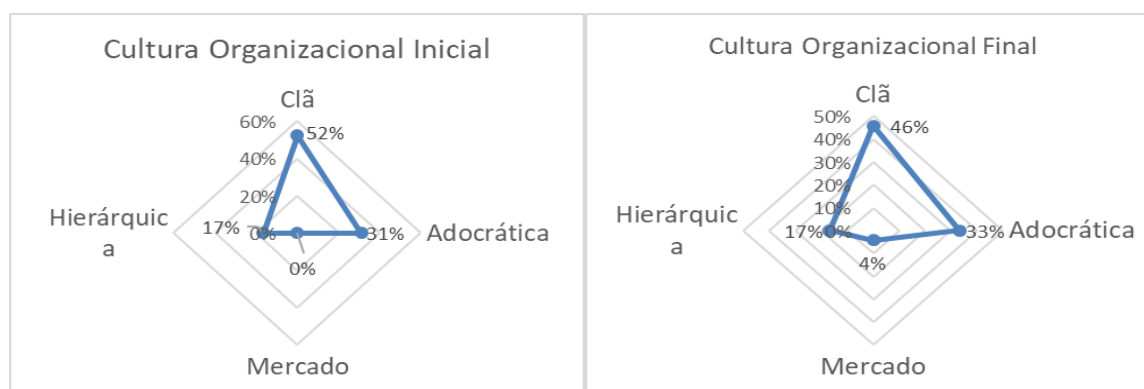 Cultura Organizacional Inicial
Clã
60%
52%
40%
20%
Hierárquic
a
17%
0%
31%
Adocrática
0%
Mercado
Cultura Organizacional Final
Clã
50%
46%
40%
30%
20%
10%
Hierárquic
a
17%
0%
33%
Adocrática
4%
Mercado